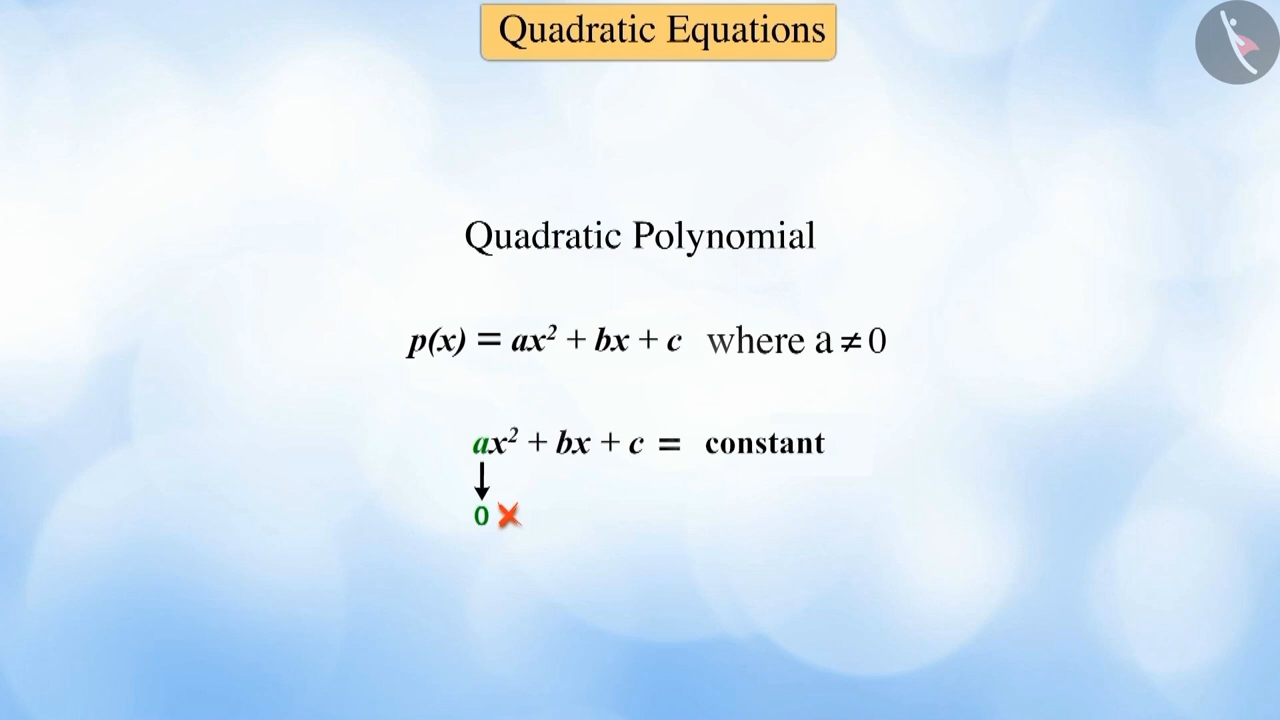 Quadratic Equations
Quadratic Polynomial
p(x) = ax² + bx + c where a ≠ 0
ax² + bx + c = constant
0